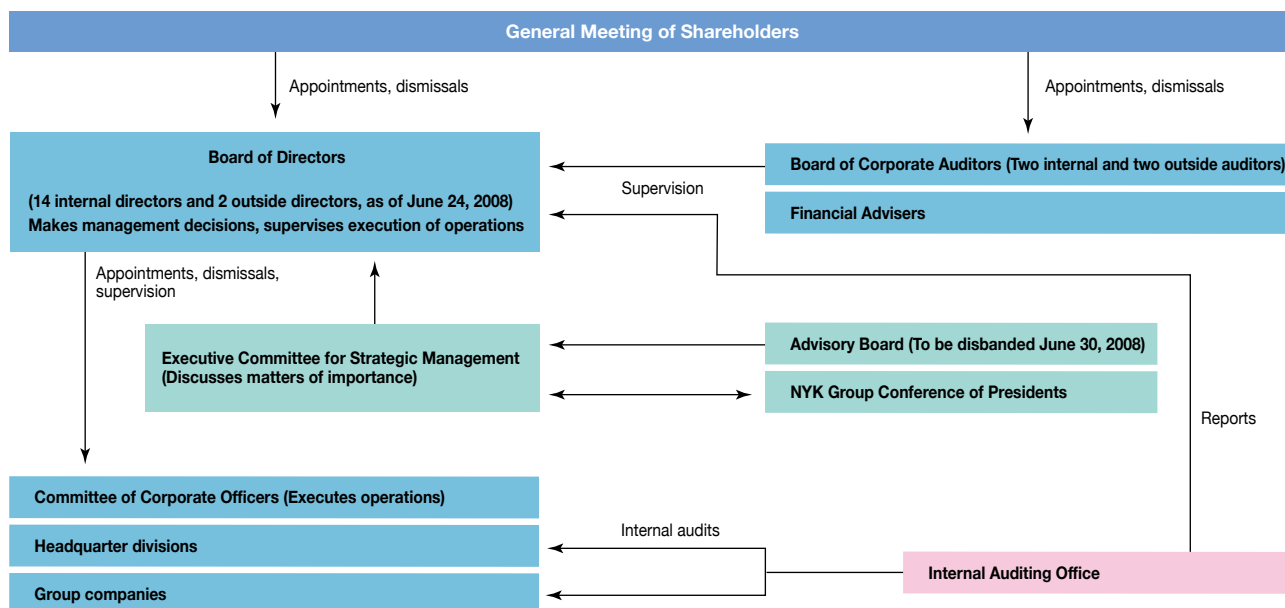 General Meeting of Shareholders
Appointments, dismissals
Appointments, dismissals
Board of Directors
(14 internal directors and 2 outside directors, as of June 24, 2008)
Makes management decisions, supervises execution of operations
Supervision
Board of Corporate Auditors (Two internal and two outside auditors)
Financial Advisers
Appointments, dismissals,
supervision
Executive Committee for Strategic Management
(Discusses matters of importance)
Advisory Board (To be disbanded June 30, 2008)
NYK Group Conference of Presidents
Reports
Committee of Corporate Officers (Executes operations)
Headquarter divisions
Group companies
Internal audits
Internal Auditing Office